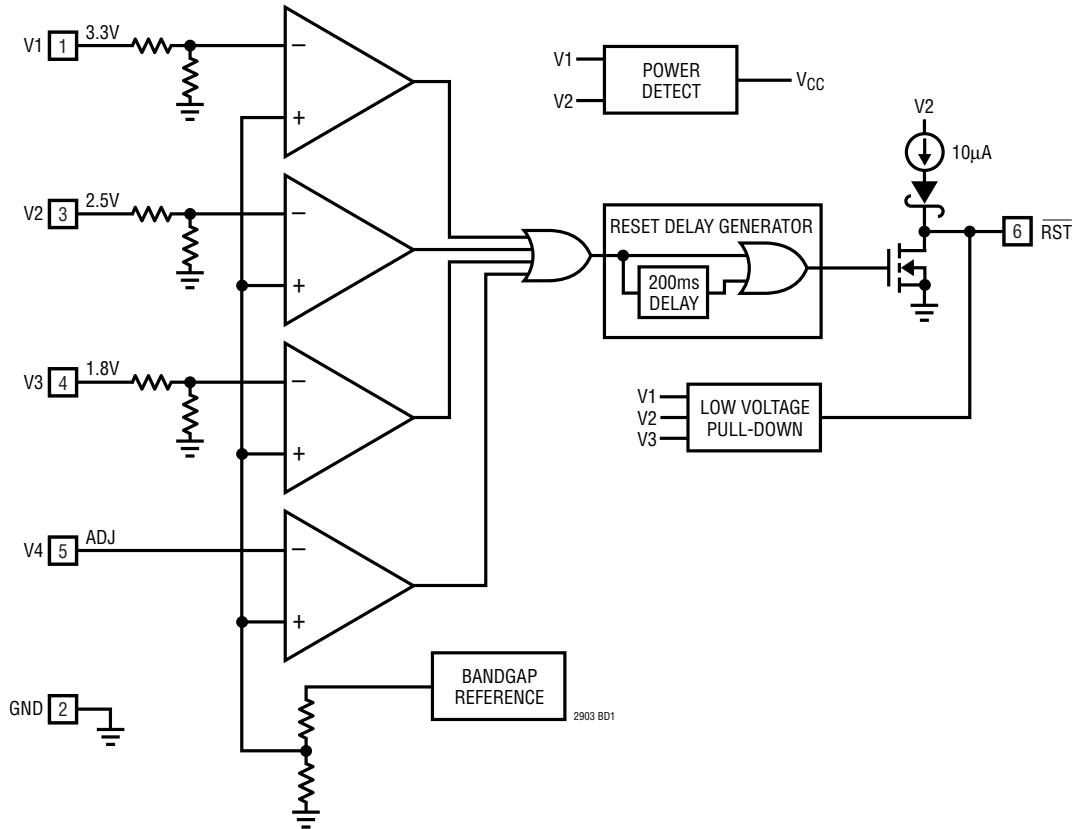 V1 1 3.3V
−
+
V2 3 2.5V
−
+
V3 4 1.8V
−
+
V4 5 ADJ
−
+
GND 2
BANDGAP
REFERENCE
2903 BD1
V1
V2
POWER
DETECT
VCC
RESET DELAY GENERATOR
200ms
DELAY
V2
10µA
6 RST
V1
V2
V3
LOW VOLTAGE
PULL-DOWN